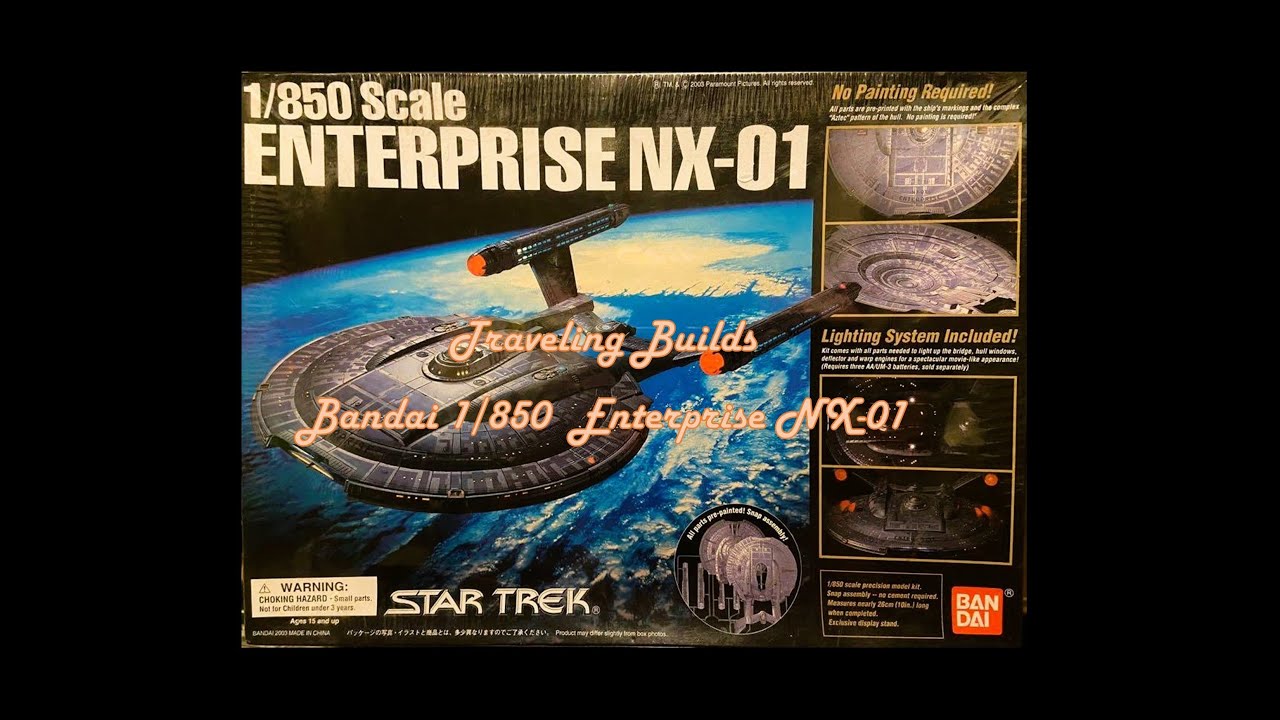 1/850 Scale
ENTERPRISE NX-01
®, TM, & © 2003 Paramount Pictures. All rights reserved
No Painting Required!
All parts are pre-printed with the ship's markings and the complex
"Aztec" pattern of the hull. No painting is required!
Lighting System Included!
Kit comes with all parts needed to light up the bridge, hull windows,
deflector and warp engines for a spectacular movie-like appearance!
(Requires three AA/UM-3 batteries, sold separately)
Traveling Builds
Bandai 1/850 Enterprise NX-01
All parts pre-painted! Snap assembly!
WARNING:
CHOKING HAZARD - Small parts.
Not for Children under 3 years.
Ages 15 and up
BANDAI 2003 MADE IN CHINA
STAR TREK®
パッケージの写真・イラストと商品とは、多少異なりますのでご了承ください。 Product may differ slightly from box photos.
1/850 scale precision model kit.
Snap assembly -- no cement required.
Measures nearly 26cm (10in.) long
when completed.
Exclusive display stand.
BAN
DAI®